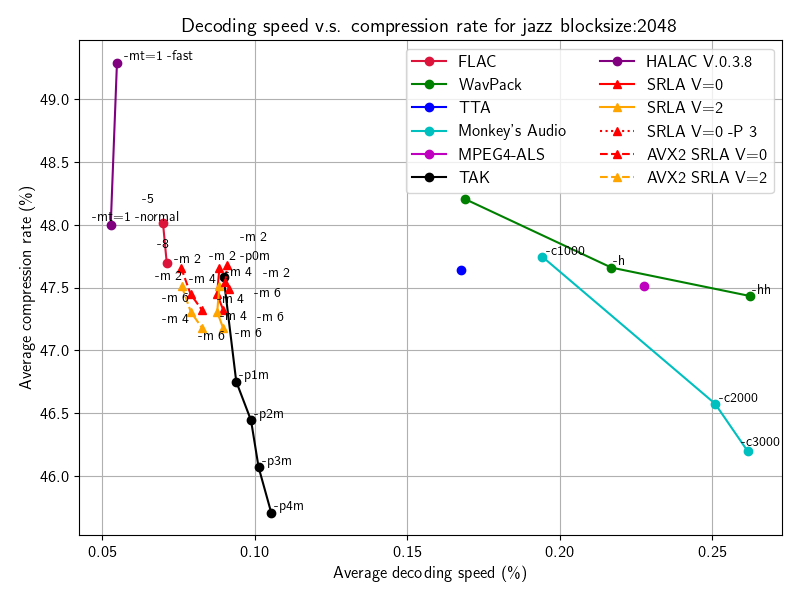 Decoding speed v.s. compression rate for jazz blocksize:2048
FLAC
WavPack
TTA
Monkey's Audio
MPEG4-ALS
TAK
HALAC V.0.3.8
SRLA V=0
SRLA V=2
SRLA V=0 -P 3
AVX2 SRLA V=0
AVX2 SRLA V=2
-mt=1 -fast
-5
-mt=1 -normal
-8
-m 2
-m 2
-m 2
-p0m
-m 2
-m 4
-m 4
-m 2
-m 6
-m 4
-m 6
-m 4
-m 4
-m 6
-m 6
-m 6
-c1000
-h
-hh
-p1m
-p2m
-p3m
-p4m
-c2000
-c3000
49.0
48.5
48.0
47.5
47.0
46.5
46.0
0.05
0.10
0.15
0.20
0.25
Average compression rate (%)
Average decoding speed (%)